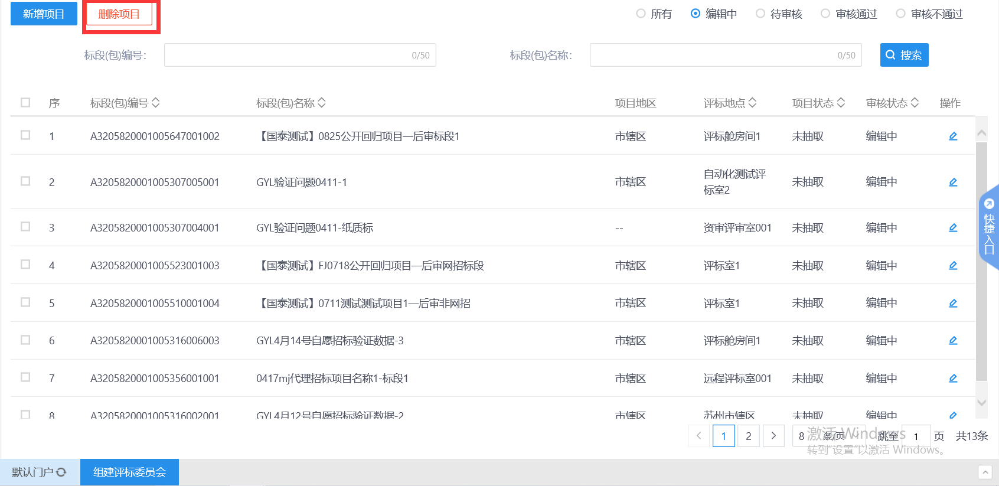 新增项目 删除项目 所有 编辑中 待审核 审核通过 审核不通过
标段(包)编号： 0/50 标段(包)名称： 0/50 搜索
序 标段(包)编号 标段(包)名称 项目地区 评标地点 项目状态 审核状态 操作
1 A3205820001005647001002 【国泰测试】0825公开回归项目—后审标段1 市辖区 评标舱房间1 未抽取 编辑中
2 A3205820001005307005001 GYL验证问题0411-1 市辖区 自动化测试评 未抽取 编辑中
标室2
3 A3205820001005307004001 GYL验证问题0411-纸质标 -- 资审评审室001 未抽取 编辑中
4 A3205820001005523001003 【国泰测试】FJ0718公开回归项目—后审网招标段 市辖区 评标室1 未抽取 编辑中
5 A3205820001005510001004 【国泰测试】0711测试测试项目1—后审非网招 市辖区 评标室1 未抽取 编辑中
6 A3205820001005316006003 GYL4月14号自愿招标验证数据-3 市辖区 评标舱房间1 未抽取 编辑中
7 A3205820001005356001001 0417mj代理招标项目名称1-标段1 市辖区 远程评标室001 未抽取 编辑中
8 A3205820001005316002001 GYL4月12号自愿招标验证数据-2 市辖区 苏州市辖区 未抽取 编辑中
快捷入口
1 2 8 条/页 跳至 1 页 共13条
激活 Windows
转到"设置"以激活 Windows。
默认门户 组建评标委员会